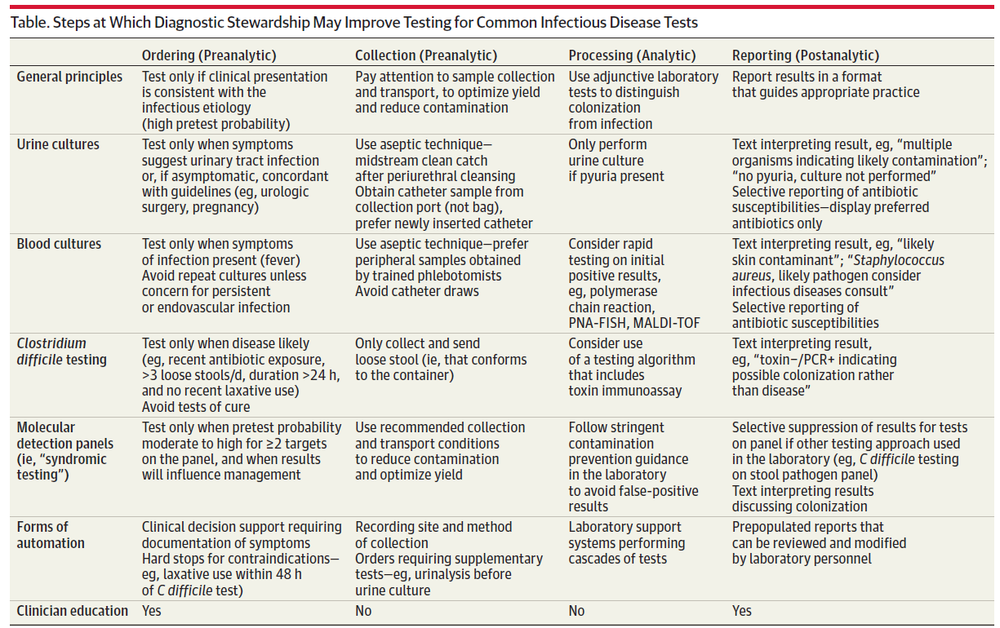 Table. Steps at Which Diagnostic Stewardship May Improve Testing for Common Infectious Disease Tests
Ordering (Preanalytic)
Collection (Preanalytic)
Processing (Analytic)
Reporting (Postanalytic)
General principles
Test only if clinical presentation
is consistent with the
infectious etiology
(high pretest probability)
Pay attention to sample collection
and transport, to optimize yield
and reduce contamination
Use adjunctive laboratory
tests to distinguish
colonization
from infection
Report results in a format
that guides appropriate practice
Urine cultures
Test only when symptoms
suggest urinary tract infection
or, if asymptomatic, concordant
with guidelines (eg, urologic
surgery, pregnancy)
Use aseptic technique—
midstream clean catch
after periurethral cleansing
Obtain catheter sample from
collection port (not bag),
prefer newly inserted catheter
Only perform
urine culture
if pyuria present
Text interpreting result, eg, “multiple
organisms indicating likely contamination”;
“no pyuria, culture not performed”
Selective reporting of antibiotic
susceptibilities—display preferred
antibiotics only
Blood cultures
Test only when symptoms
of infection present (fever)
Avoid repeat cultures unless
concern for persistent
or endovascular infection
Use aseptic technique—prefer
peripheral samples obtained
by trained phlebotomists
Avoid catheter draws
Consider rapid
testing on initial
positive results,
eg, polymerase
chain reaction,
PNA-FISH, MALDI-TOF
Text interpreting result, eg, “likely
skin contaminant”; “Staphylococcus
aureus, likely pathogen consider
infectious diseases consult”
Selective reporting of
antibiotic susceptibilities
Clostridium
difficile testing
Test only when disease likely
(eg, recent antibiotic exposure,
>3 loose stools/d, duration >24 h,
and no recent laxative use)
Avoid tests of cure
Only collect and send
loose stool (ie, that conforms
to the container)
Consider use
of a testing algorithm
that includes
toxin immunoassay
Text interpreting result,
eg, “toxin−/PCR+ indicating
possible colonization rather
than disease”
Molecular
detection panels
(ie, “syndromic
testing”)
Test only when pretest probability
moderate to high for ≥2 targets
on the panel, and when results
will influence management
Use recommended collection
and transport conditions
to reduce contamination
and optimize yield
Follow stringent
contamination
prevention guidance
in the laboratory
to avoid false-positive
results
Selective suppression of results for tests
on panel if other testing approach used
in the laboratory (eg, C difficile testing
on stool pathogen panel)
Text interpreting results
discussing colonization
Forms of
automation
Clinical decision support requiring
documentation of symptoms
Hard stops for contraindications—
eg, laxative use within 48 h
of C difficile test)
Recording site and method
of collection
Orders requiring supplementary
tests—eg, urinalysis before
urine culture
Laboratory support
systems performing
cascades of tests
Prepopulated reports that
can be reviewed and modified
by laboratory personnel
Clinician education
Yes
No
No
Yes